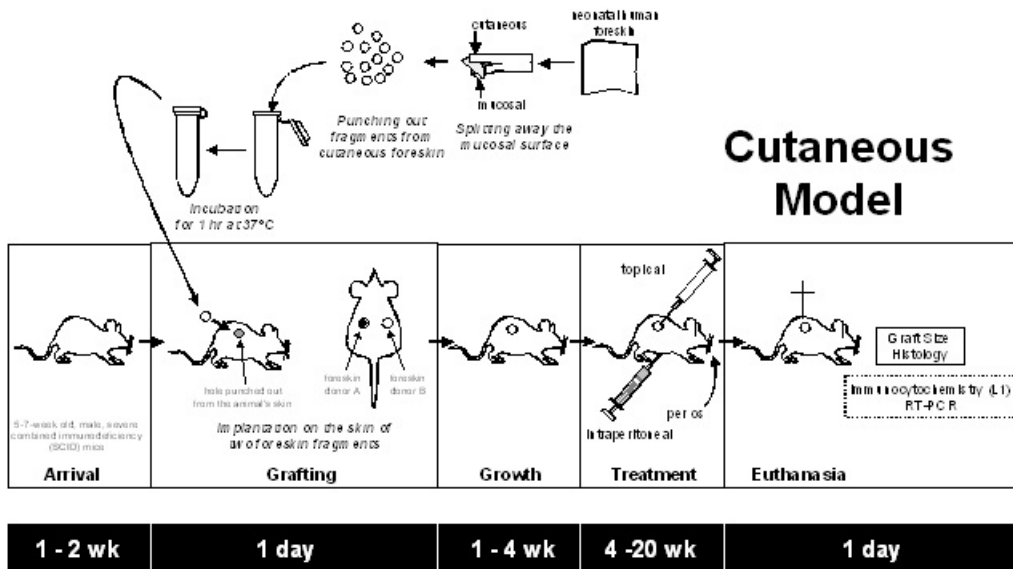 cutaneous
neonatal human
foreskin
mucosal
Punching out
fragments from
cutaneous foreskin
Splitting away the
mucosal surface
Cutaneous
Model
Incubation
for 1 hr at 37°C
topical
foreskin
donor A
foreskin
donor B
hole punched out
from the animal's skin
Implantation on the skin of
two foreskin fragments
5-7-week old, male, severe
combined immunodeficiency
(SCID) mice
per os
intraperitoneal
Graft Size
Histology
Immunocytochemistry (L1)
RT-PCR
Arrival
Grafting
Growth
Treatment
Euthanasia
1 - 2 wk
1 day
1 - 4 wk
4 -20 wk
1 day